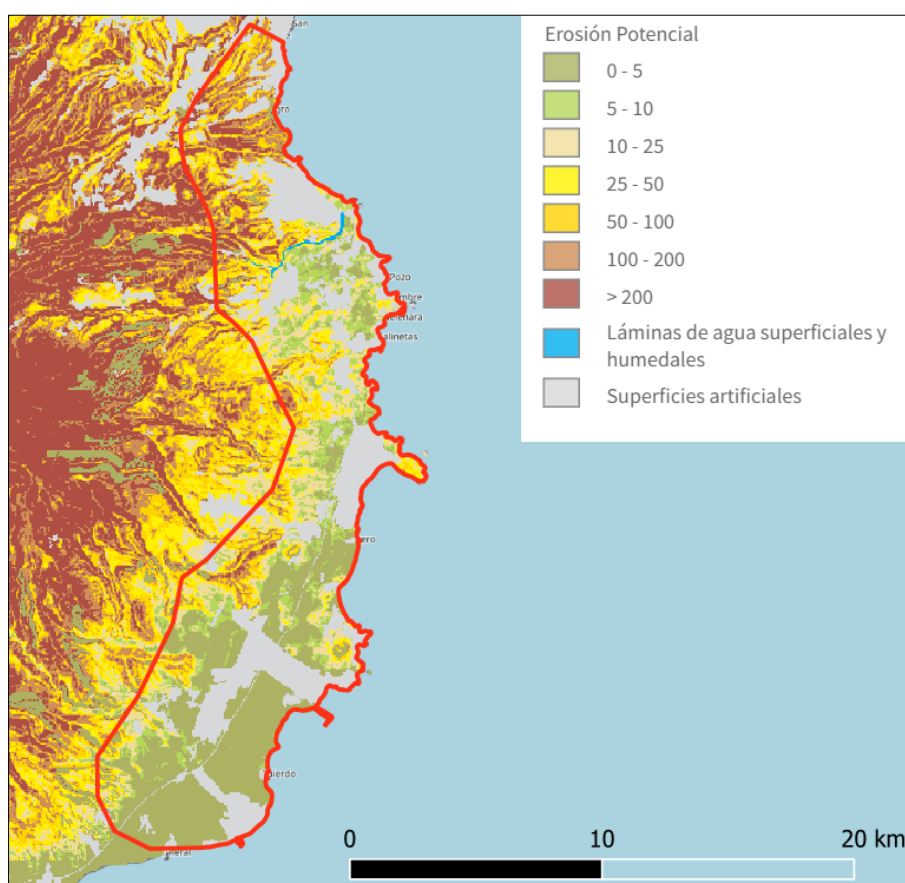 San
Erosión Potencial
0 - 5
5 - 10
10 - 25
25 - 50
50 - 100
100 - 200
> 200
Láminas de agua superficiales y
humedales
Superficies artificiales
Pozo
0
10
20 km